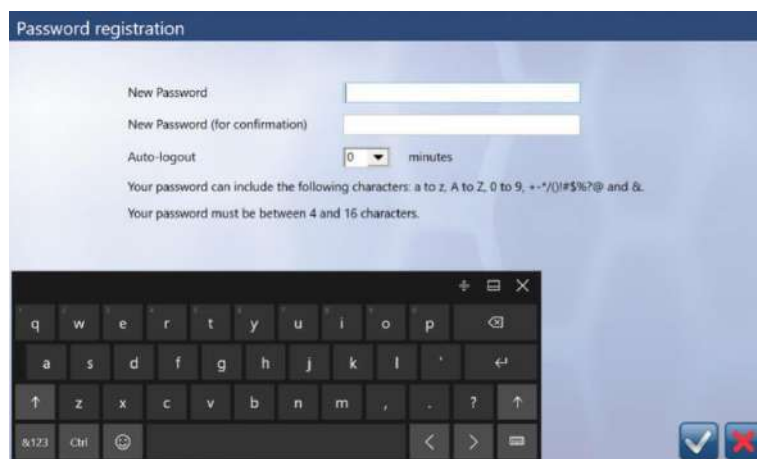 Password registration
New Password
New Password (for confirmation)
Auto-logout 0 minutes
Your password can include the following characters: a to z, A to Z, 0 to 9, +-*/()!#$%?@ and &.
Your password must be between 4 and 16 characters.
q w e r t y u i o p
a s d f g h j k l '
z x c v b n m , . ?
&123 Ctrl